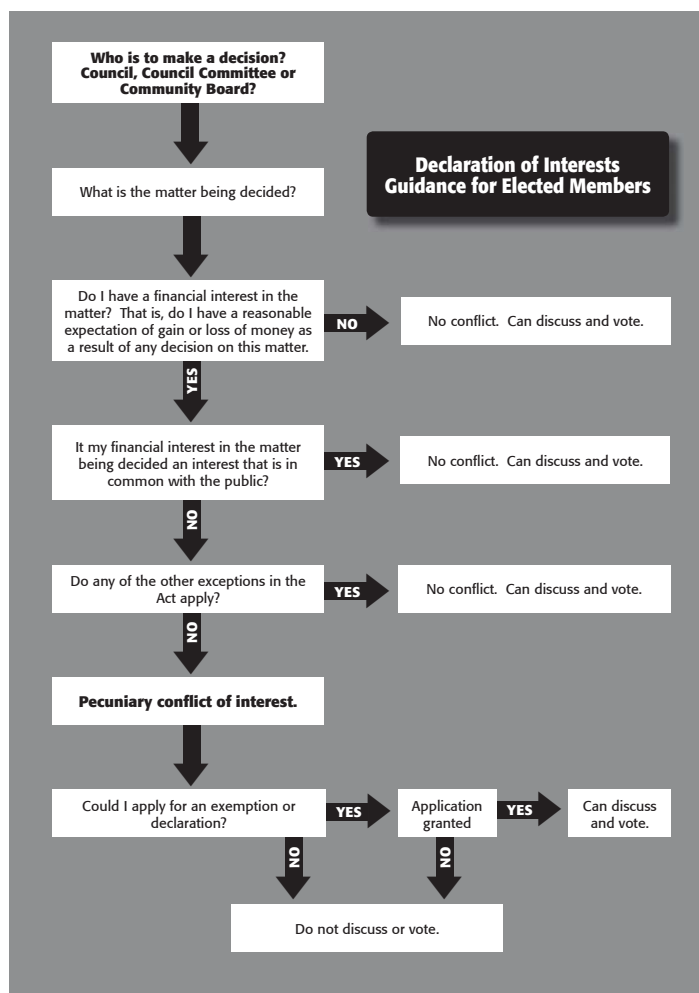 Who is to make a decision?
Council, Council Committee or
Community Board?
Declaration of Interests
Guidance for Elected Members
What is the matter being decided?
Do I have a financial interest in the
matter?  That is, do I have a reasonable
expectation of gain or loss of money as
a result of any decision on this matter.
NO
No conflict.  Can discuss and vote.
YES
It my financial interest in the matter
being decided an interest that is in
common with the public?
YES
No conflict.  Can discuss and vote.
NO
Do any of the other exceptions in the
Act apply?
YES
No conflict.  Can discuss and vote.
NO
Pecuniary conflict of interest.
Could I apply for an exemption or
declaration?
YES
Application
granted
YES
Can discuss
and vote.
NO
NO
Do not discuss or vote.